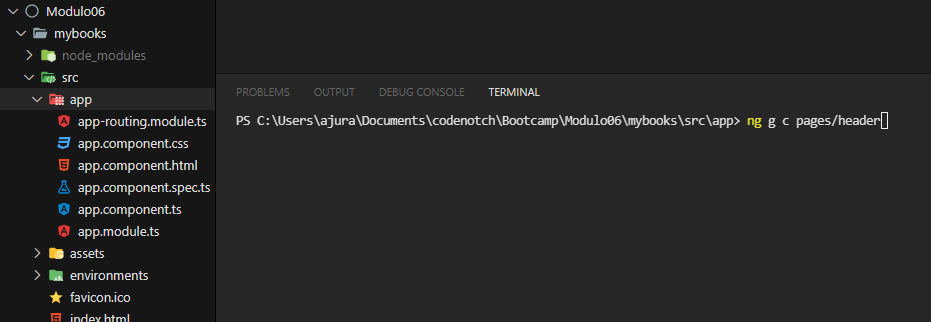 Modulo06
mybooks
node_modules
src
app
app-routing.module.ts
app.component.css
app.component.html
app.component.spec.ts
app.component.ts
app.module.ts
assets
environments
favicon.ico
index.html
PROBLEMS OUTPUT DEBUG CONSOLE TERMINAL
PS C:\Users\ajura\Documents\codenotch\Bootcamp\Modulo06\mybooks\src\app> ng g c pages/header